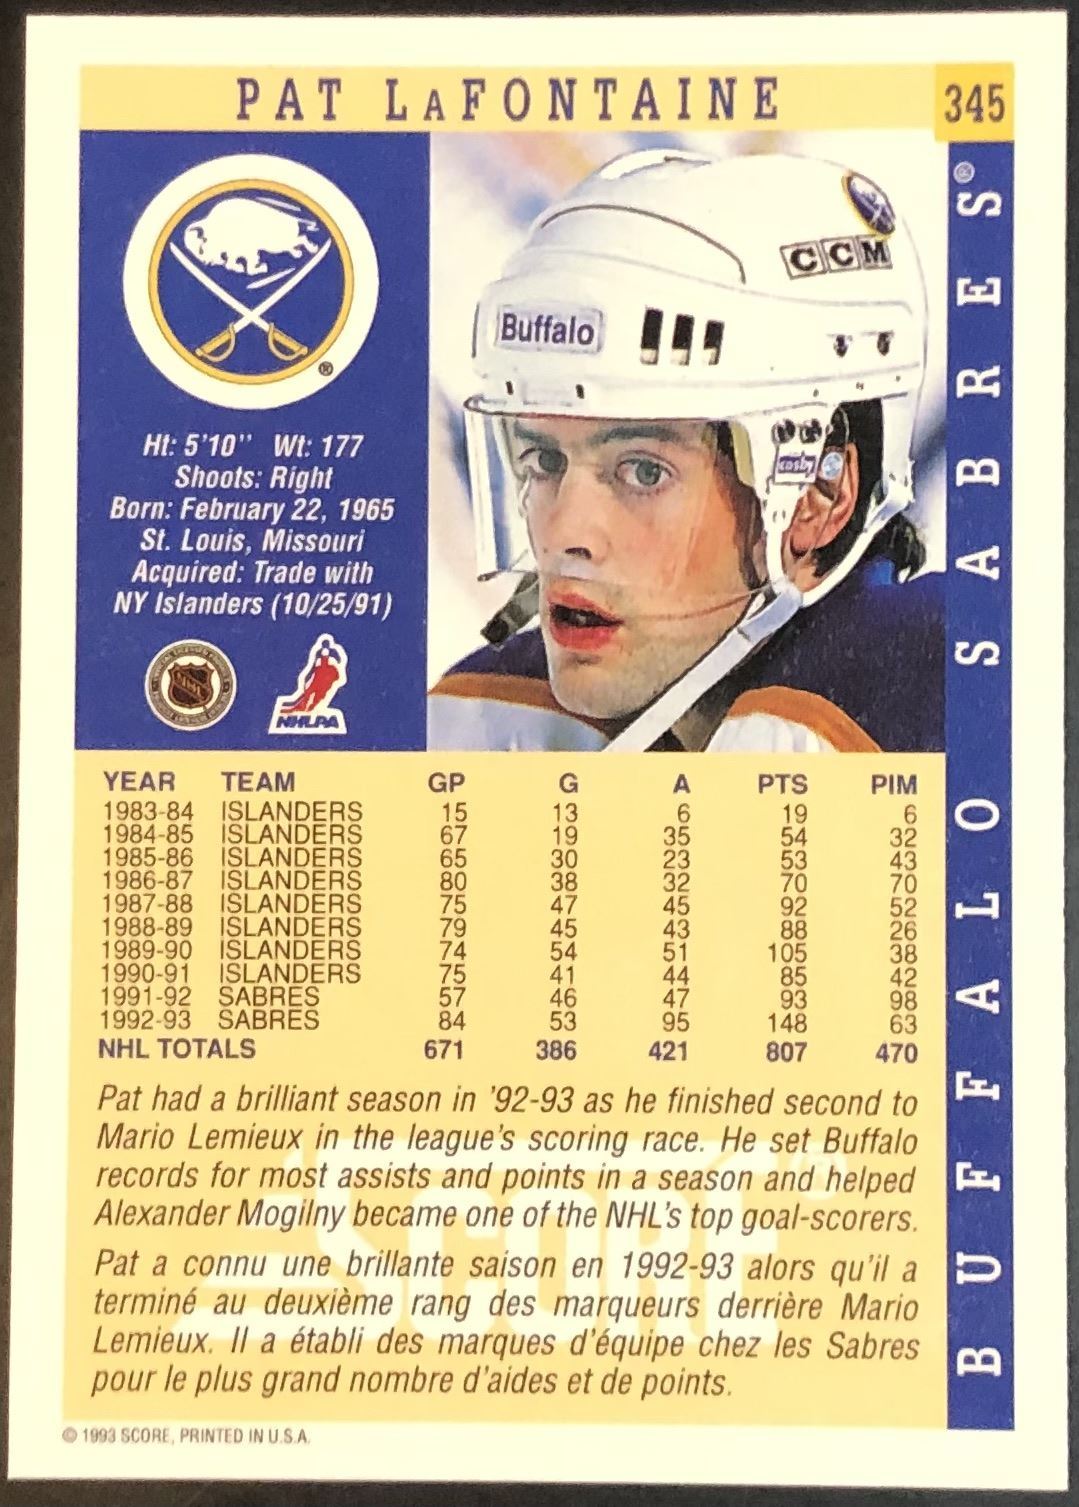 PAT LAFONTAINE
345
BUFFALO SABRES®
®
CCM
Buffalo
cosby
Ht: 5'10" Wt: 177
Shoots: Right
Born: February 22, 1965
St. Louis, Missouri
Acquired: Trade with
NY Islanders (10/25/91)
NHL
NHLPA
YEAR TEAM GP G A PTS PIM
1983-84 ISLANDERS 15 13 6 19 6
1984-85 ISLANDERS 67 19 35 54 32
1985-86 ISLANDERS 65 30 23 53 43
1986-87 ISLANDERS 80 38 32 70 70
1987-88 ISLANDERS 75 47 45 92 52
1988-89 ISLANDERS 79 45 43 88 26
1989-90 ISLANDERS 74 54 51 105 38
1990-91 ISLANDERS 75 41 44 85 42
1991-92 SABRES 57 46 47 93 98
1992-93 SABRES 84 53 95 148 63
NHL TOTALS 671 386 421 807 470
SCORE
Pat had a brilliant season in '92-93 as he finished second to
Mario Lemieux in the league's scoring race. He set Buffalo
records for most assists and points in a season and helped
Alexander Mogilny became one of the NHL's top goal-scorers.
Pat a connu une brillante saison en 1992-93 alors qu'il a
terminé au deuxième rang des marqueurs derrière Mario
Lemieux. Il a établi des marques d'équipe chez les Sabres
pour le plus grand nombre d'aides et de points.
© 1993 SCORE, PRINTED IN U.S.A.